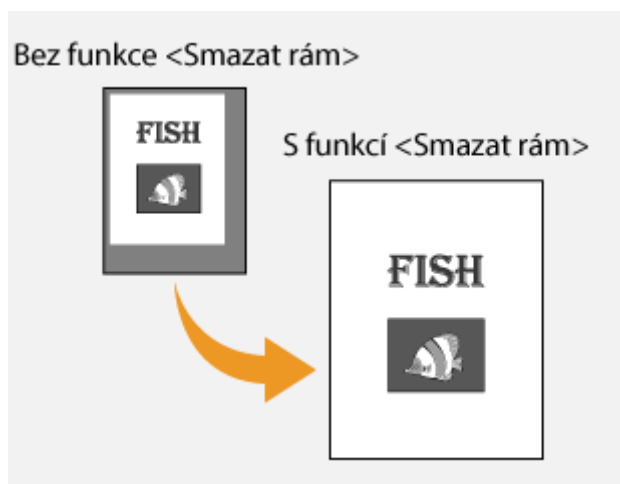 Bez funkce <Smazat rám>
FISH
S funkcí <Smazat rám>
FISH